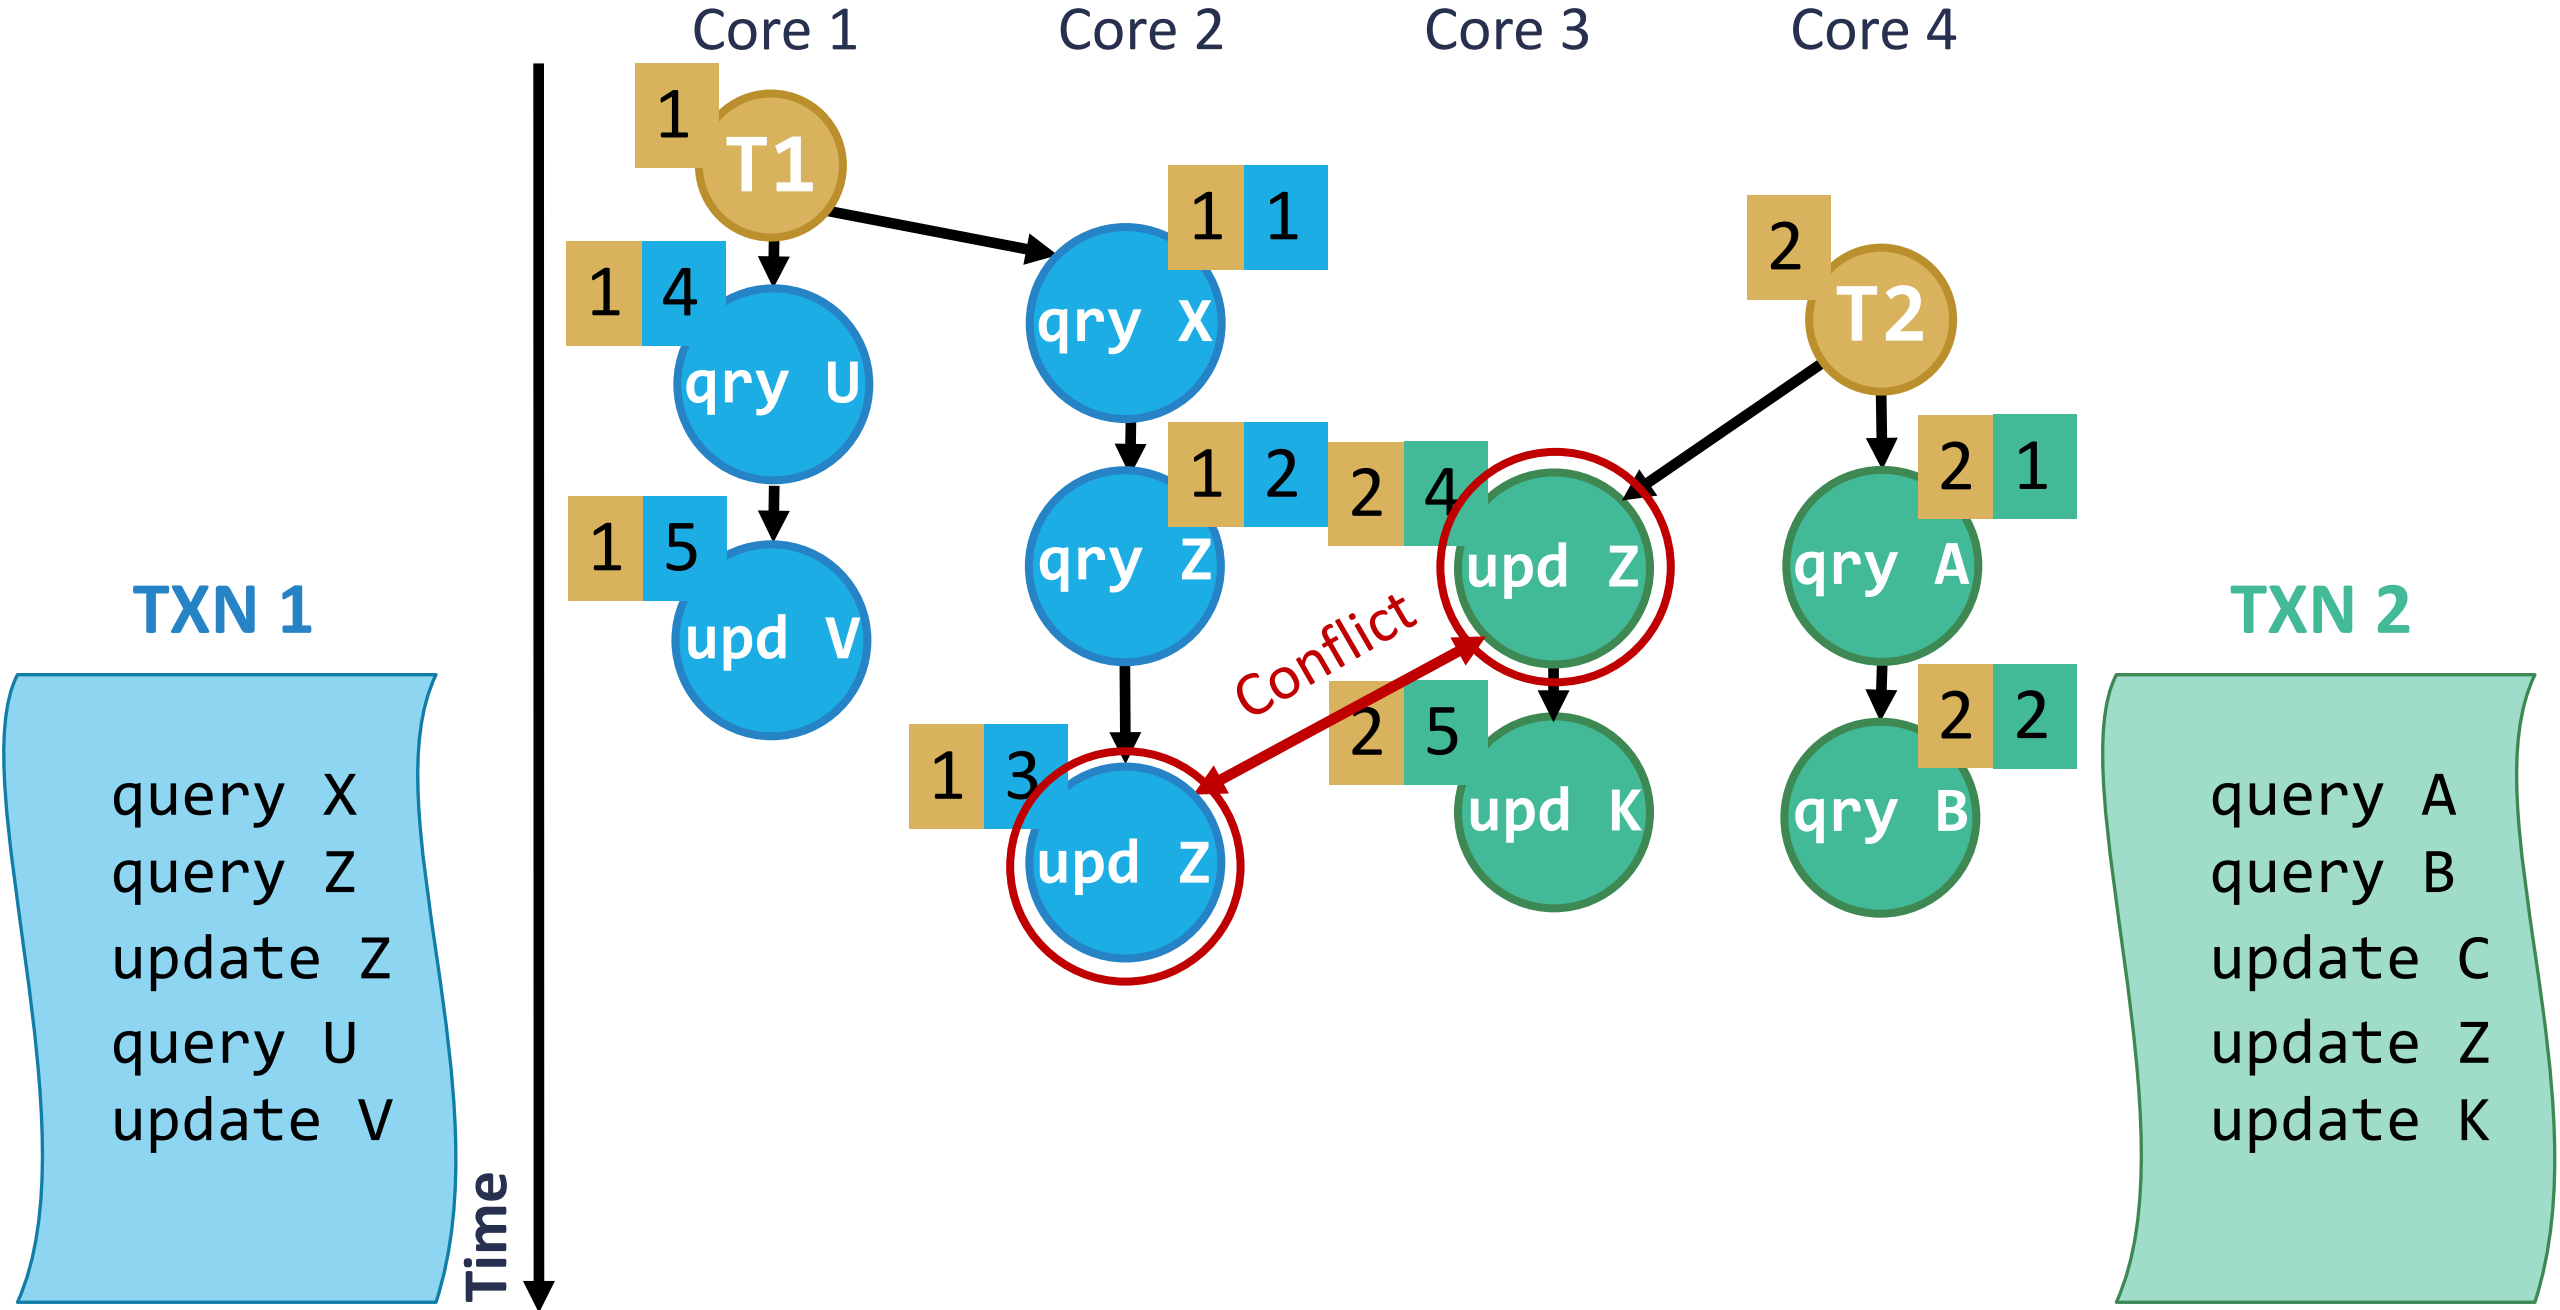 Core 1 Core 2 Core 3 Core 4
1
T1
1 1
2
T2
1 4
qry X
qry U
1 2
2 4
2 1
1 5
qry Z
upd Z
qry A
upd V
Conflict
2 5
2 2
1 3
upd Z
upd K
qry B
TXN 1
query X
query Z
update Z
query U
update V
Time
TXN 2
query A
query B
update C
update Z
update K